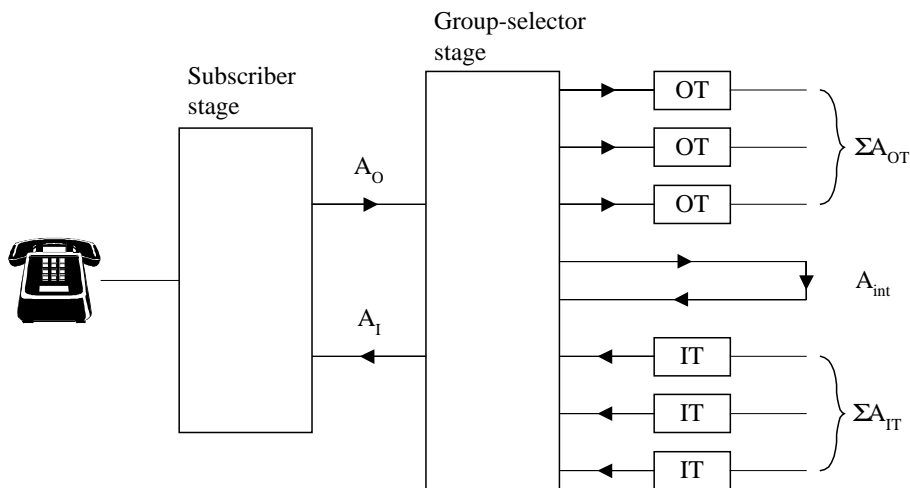 Group-selector
stage
Subscriber
stage
OT
OT
OT
ΣA_OT
A_O
A_int
A_I
IT
IT
IT
ΣA_IT